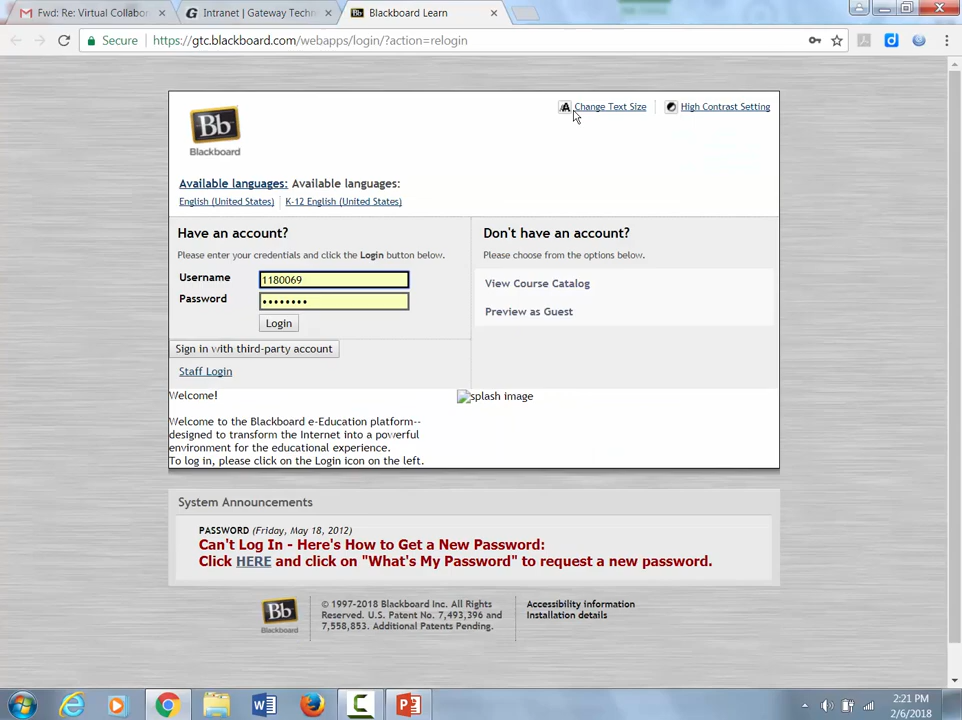 Fwd: Re: Virtual Collabor
Intranet | Gateway Techn
Blackboard Learn
Secure
https://gtc.blackboard.com/webapps/login/?action=relogin
Bb
Blackboard
A Change Text Size
High Contrast Setting
Available languages: Available languages:
English (United States)
K-12 English (United States)
Have an account?
Please enter your credentials and click the Login button below.
Username
1180069
Password
Login
Sign in with third-party account
Staff Login
Don't have an account?
Please choose from the options below.
View Course Catalog
Preview as Guest
Welcome!
splash image
Welcome to the Blackboard e-Education platform--
designed to transform the Internet into a powerful
environment for the educational experience.
To log in, please click on the Login icon on the left.
System Announcements
PASSWORD (Friday, May 18, 2012)
Can't Log In - Here's How to Get a New Password:
Click HERE and click on "What's My Password" to request a new password.
Bb
Blackboard
© 1997-2018 Blackboard Inc. All Rights
Reserved. U.S. Patent No. 7,493,396 and
7,558,853. Additional Patents Pending.
Accessibility information
Installation details
2:21 PM
2/6/2018